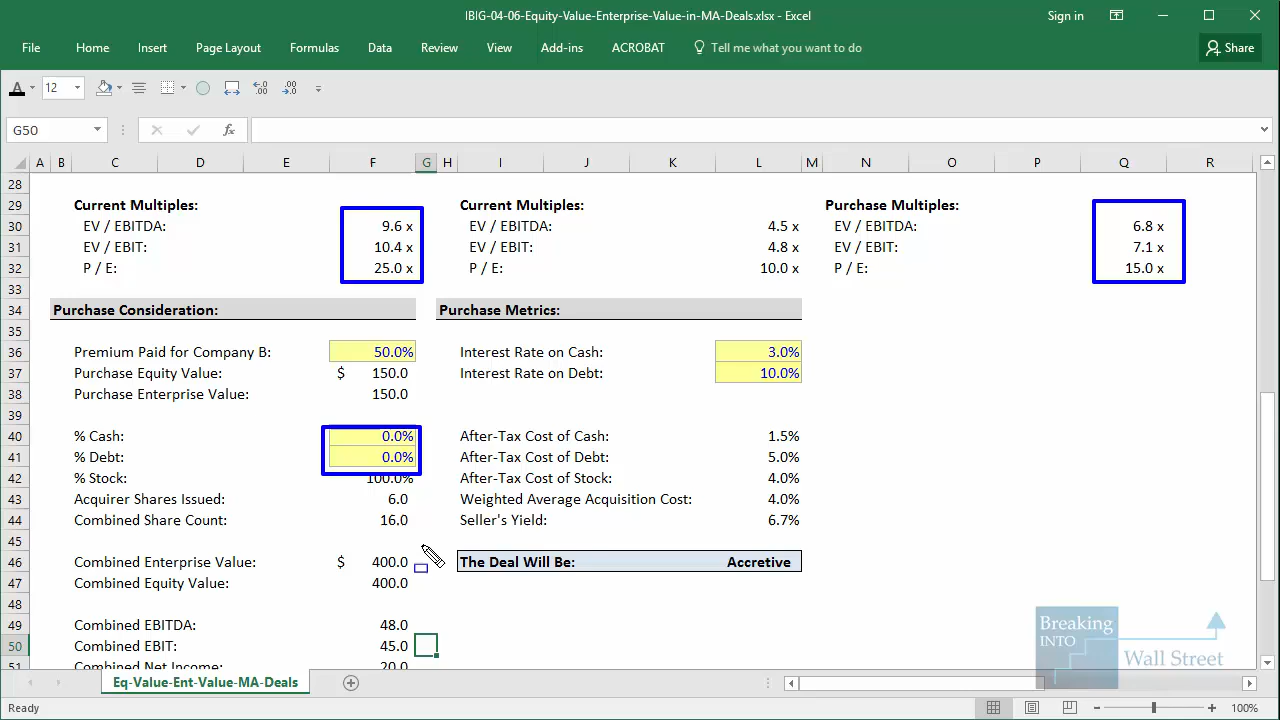 IBIG-04-06-Equity-Value-Enterprise-Value-in-MA-Deals.xlsx - Excel
Sign in
File Home Insert Page Layout Formulas Data Review View Add-ins ACROBAT Tell me what you want to do Share
A 12
G50 fx
A B C D E F G H I J K L M N O P Q R
28
29 Current Multiples: Current Multiples: Purchase Multiples:
30 EV / EBITDA: 9.6 x EV / EBITDA: 4.5 x EV / EBITDA: 6.8 x
31 EV / EBIT: 10.4 x EV / EBIT: 4.8 x EV / EBIT: 7.1 x
32 P / E: 25.0 x P / E: 10.0 x P / E: 15.0 x
33
34 Purchase Consideration: Purchase Metrics:
35
36 Premium Paid for Company B: 50.0% Interest Rate on Cash: 3.0%
37 Purchase Equity Value: $ 150.0 Interest Rate on Debt: 10.0%
38 Purchase Enterprise Value: 150.0
39
40 % Cash: 0.0% After-Tax Cost of Cash: 1.5%
41 % Debt: 0.0% After-Tax Cost of Debt: 5.0%
42 % Stock: 100.0% After-Tax Cost of Stock: 4.0%
43 Acquirer Shares Issued: 6.0 Weighted Average Acquisition Cost: 4.0%
44 Combined Share Count: 16.0 Seller's Yield: 6.7%
45
46 Combined Enterprise Value: $ 400.0 The Deal Will Be: Accretive
47 Combined Equity Value: 400.0
48
49 Combined EBITDA: 48.0
50 Combined EBIT: 45.0
51 Combined Net Income: 20.0
Breaking
INTO
Wall Street
Eq-Value-Ent-Value-MA-Deals
Ready 100%